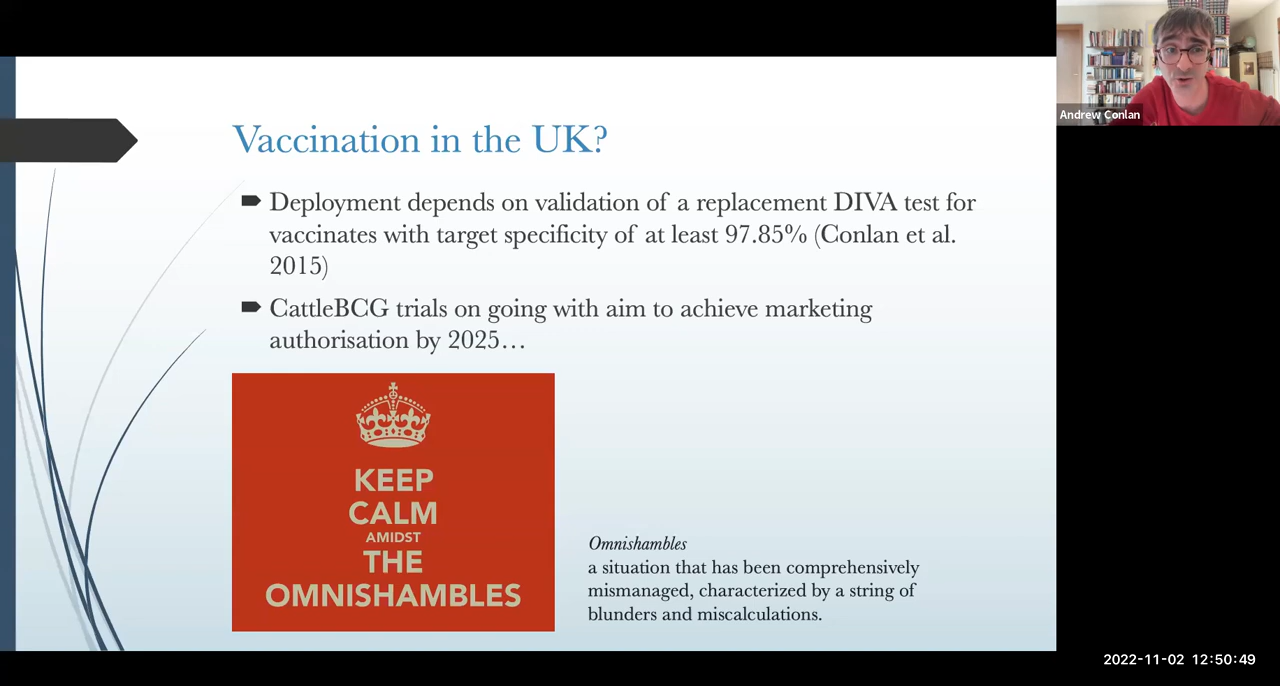 Andrew Conlan
Vaccination in the UK?
Deployment depends on validation of a replacement DIVA test for
vaccinates with target specificity of at least 97.85% (Conlan et al.
2015)
CattleBCG trials on going with aim to achieve marketing
authorisation by 2025…
KEEP
CALM
AMIDST
THE
OMNISHAMBLES
Omnishambles
a situation that has been comprehensively
mismanaged, characterized by a string of
blunders and miscalculations.
2022-11-02 12:50:49